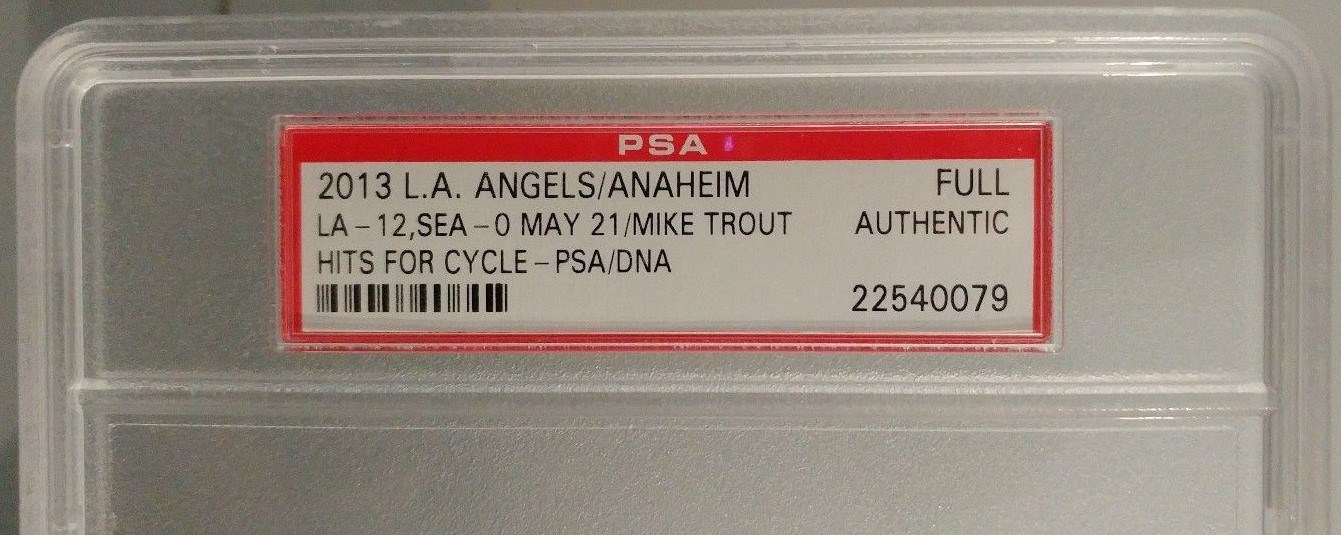 PSA
2013 L.A. ANGELS/ANAHEIM FULL
LA-12,SEA-0 MAY 21/MIKE TROUT AUTHENTIC
HITS FOR CYCLE-PSA/DNA
22540079